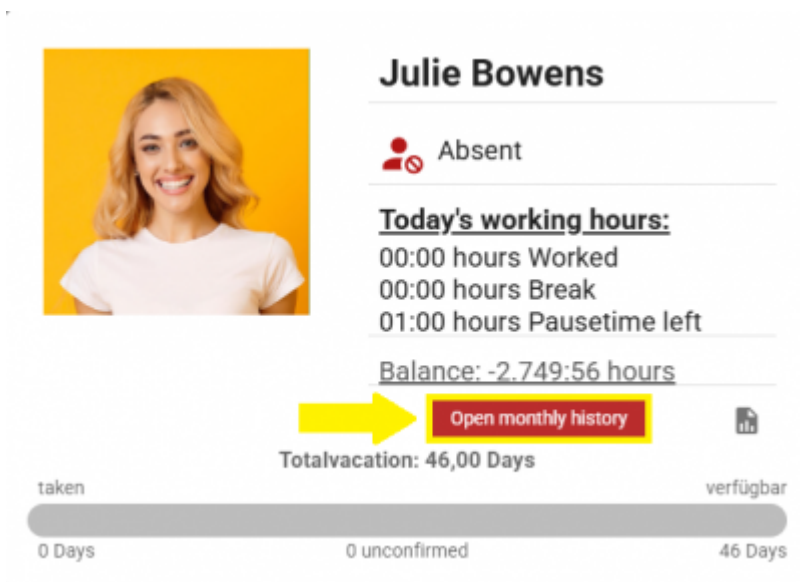 Julie Bowens
Absent
Today's working hours:
00:00 hours Worked
00:00 hours Break
01:00 hours Pausetime left
Balance: -2.749:56 hours
Open monthly history
Totalvacation: 46,00 Days
taken verfügbar
0 Days 0 unconfirmed 46 Days